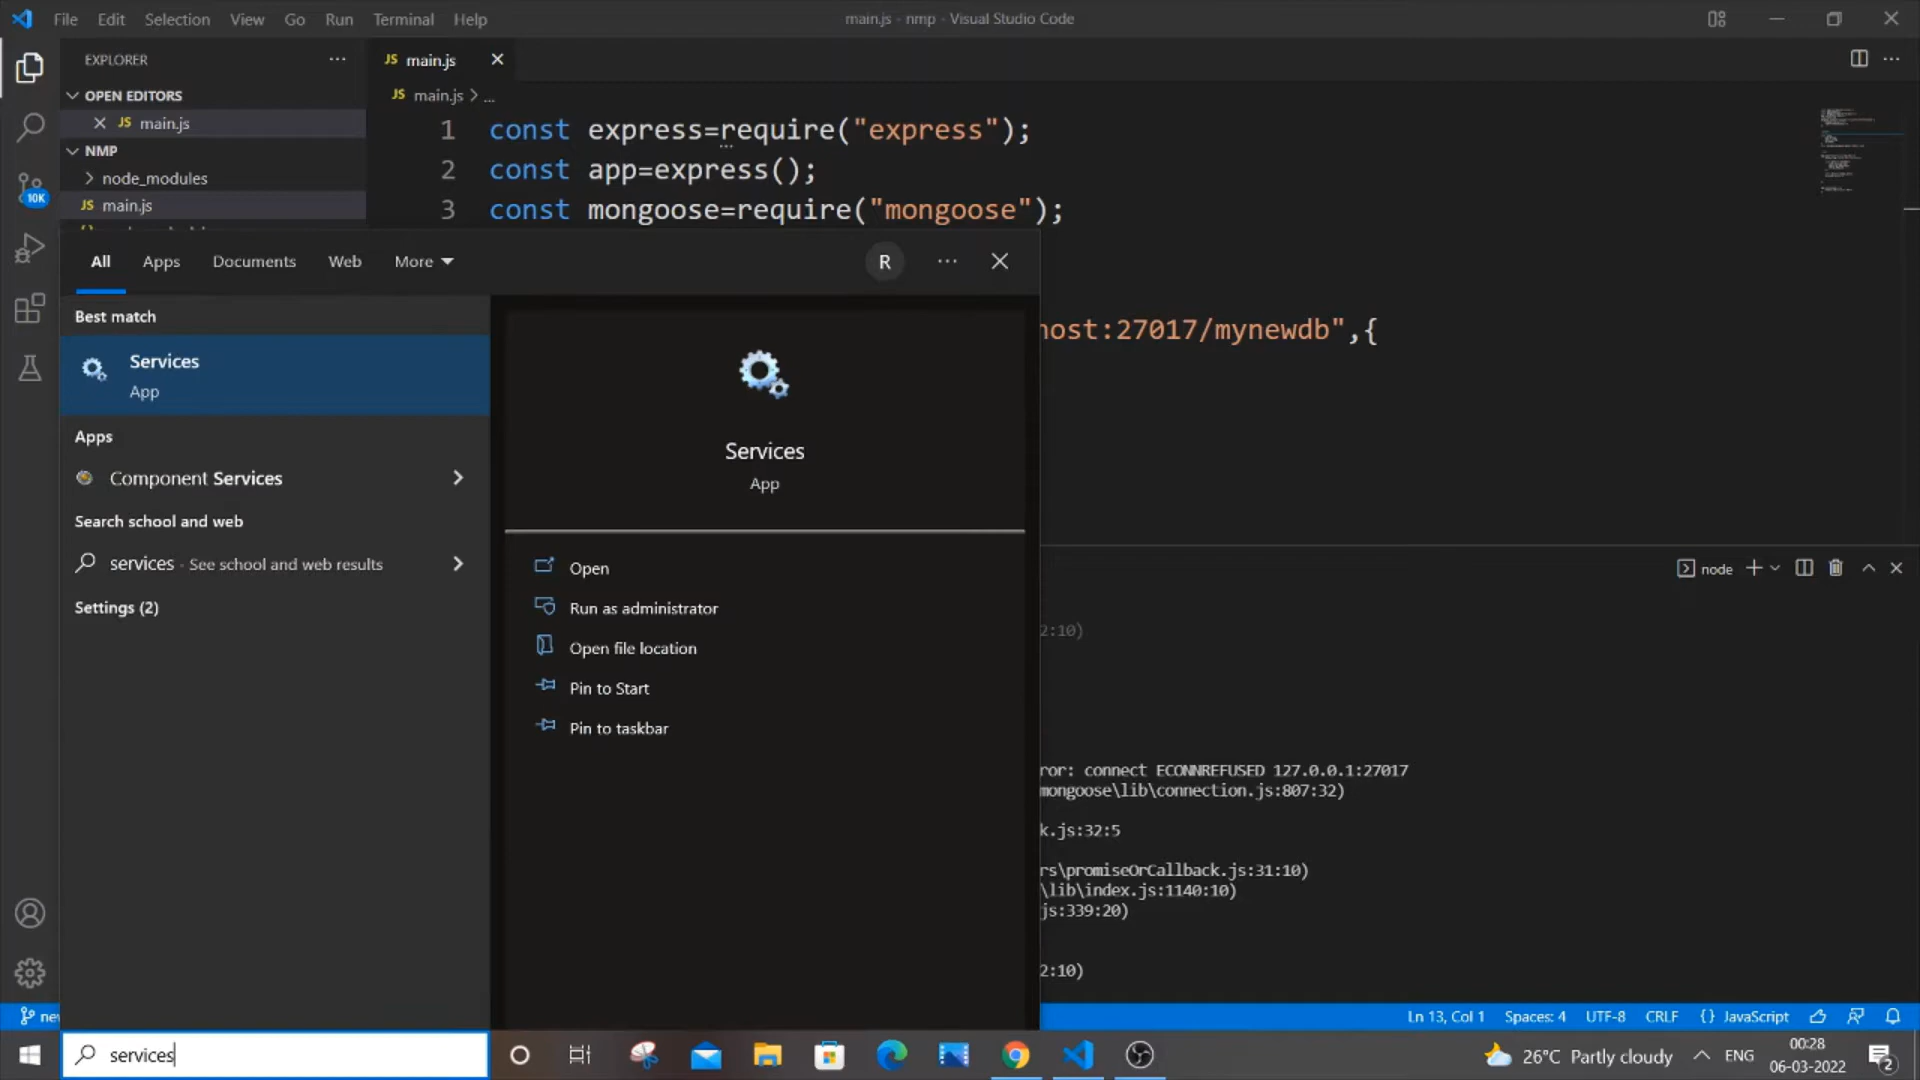 File Edit Selection View Go Run Terminal Help
main.js - nmp - Visual Studio Code
EXPLORER
JS main.js
OPEN EDITORS
JS main.js
JS main.js > ...
NMP
node_modules
JS main.js
10K
1 const express=require("express");
2 const app=express();
3 const mongoose=require("mongoose");
host:27017/mynewdb",{
All Apps Documents Web More
R
Best match
Services
App
Apps
Component Services
Search school and web
services - See school and web results
Settings (2)
Services
App
Open
Run as administrator
Open file location
Pin to Start
Pin to taskbar
node
2:10)
ror: connect ECONNREFUSED 127.0.0.1:27017
mongoose\lib\connection.js:807:32)
k.js:32:5
rs\promiseOrCallback.js:31:10)
\lib\index.js:1140:10)
js:339:20)
2:10)
Ln 13, Col 1 Spaces: 4 UTF-8 CRLF {} JavaScript
services
26°C Partly cloudy
ENG
00:28
06-03-2022
2